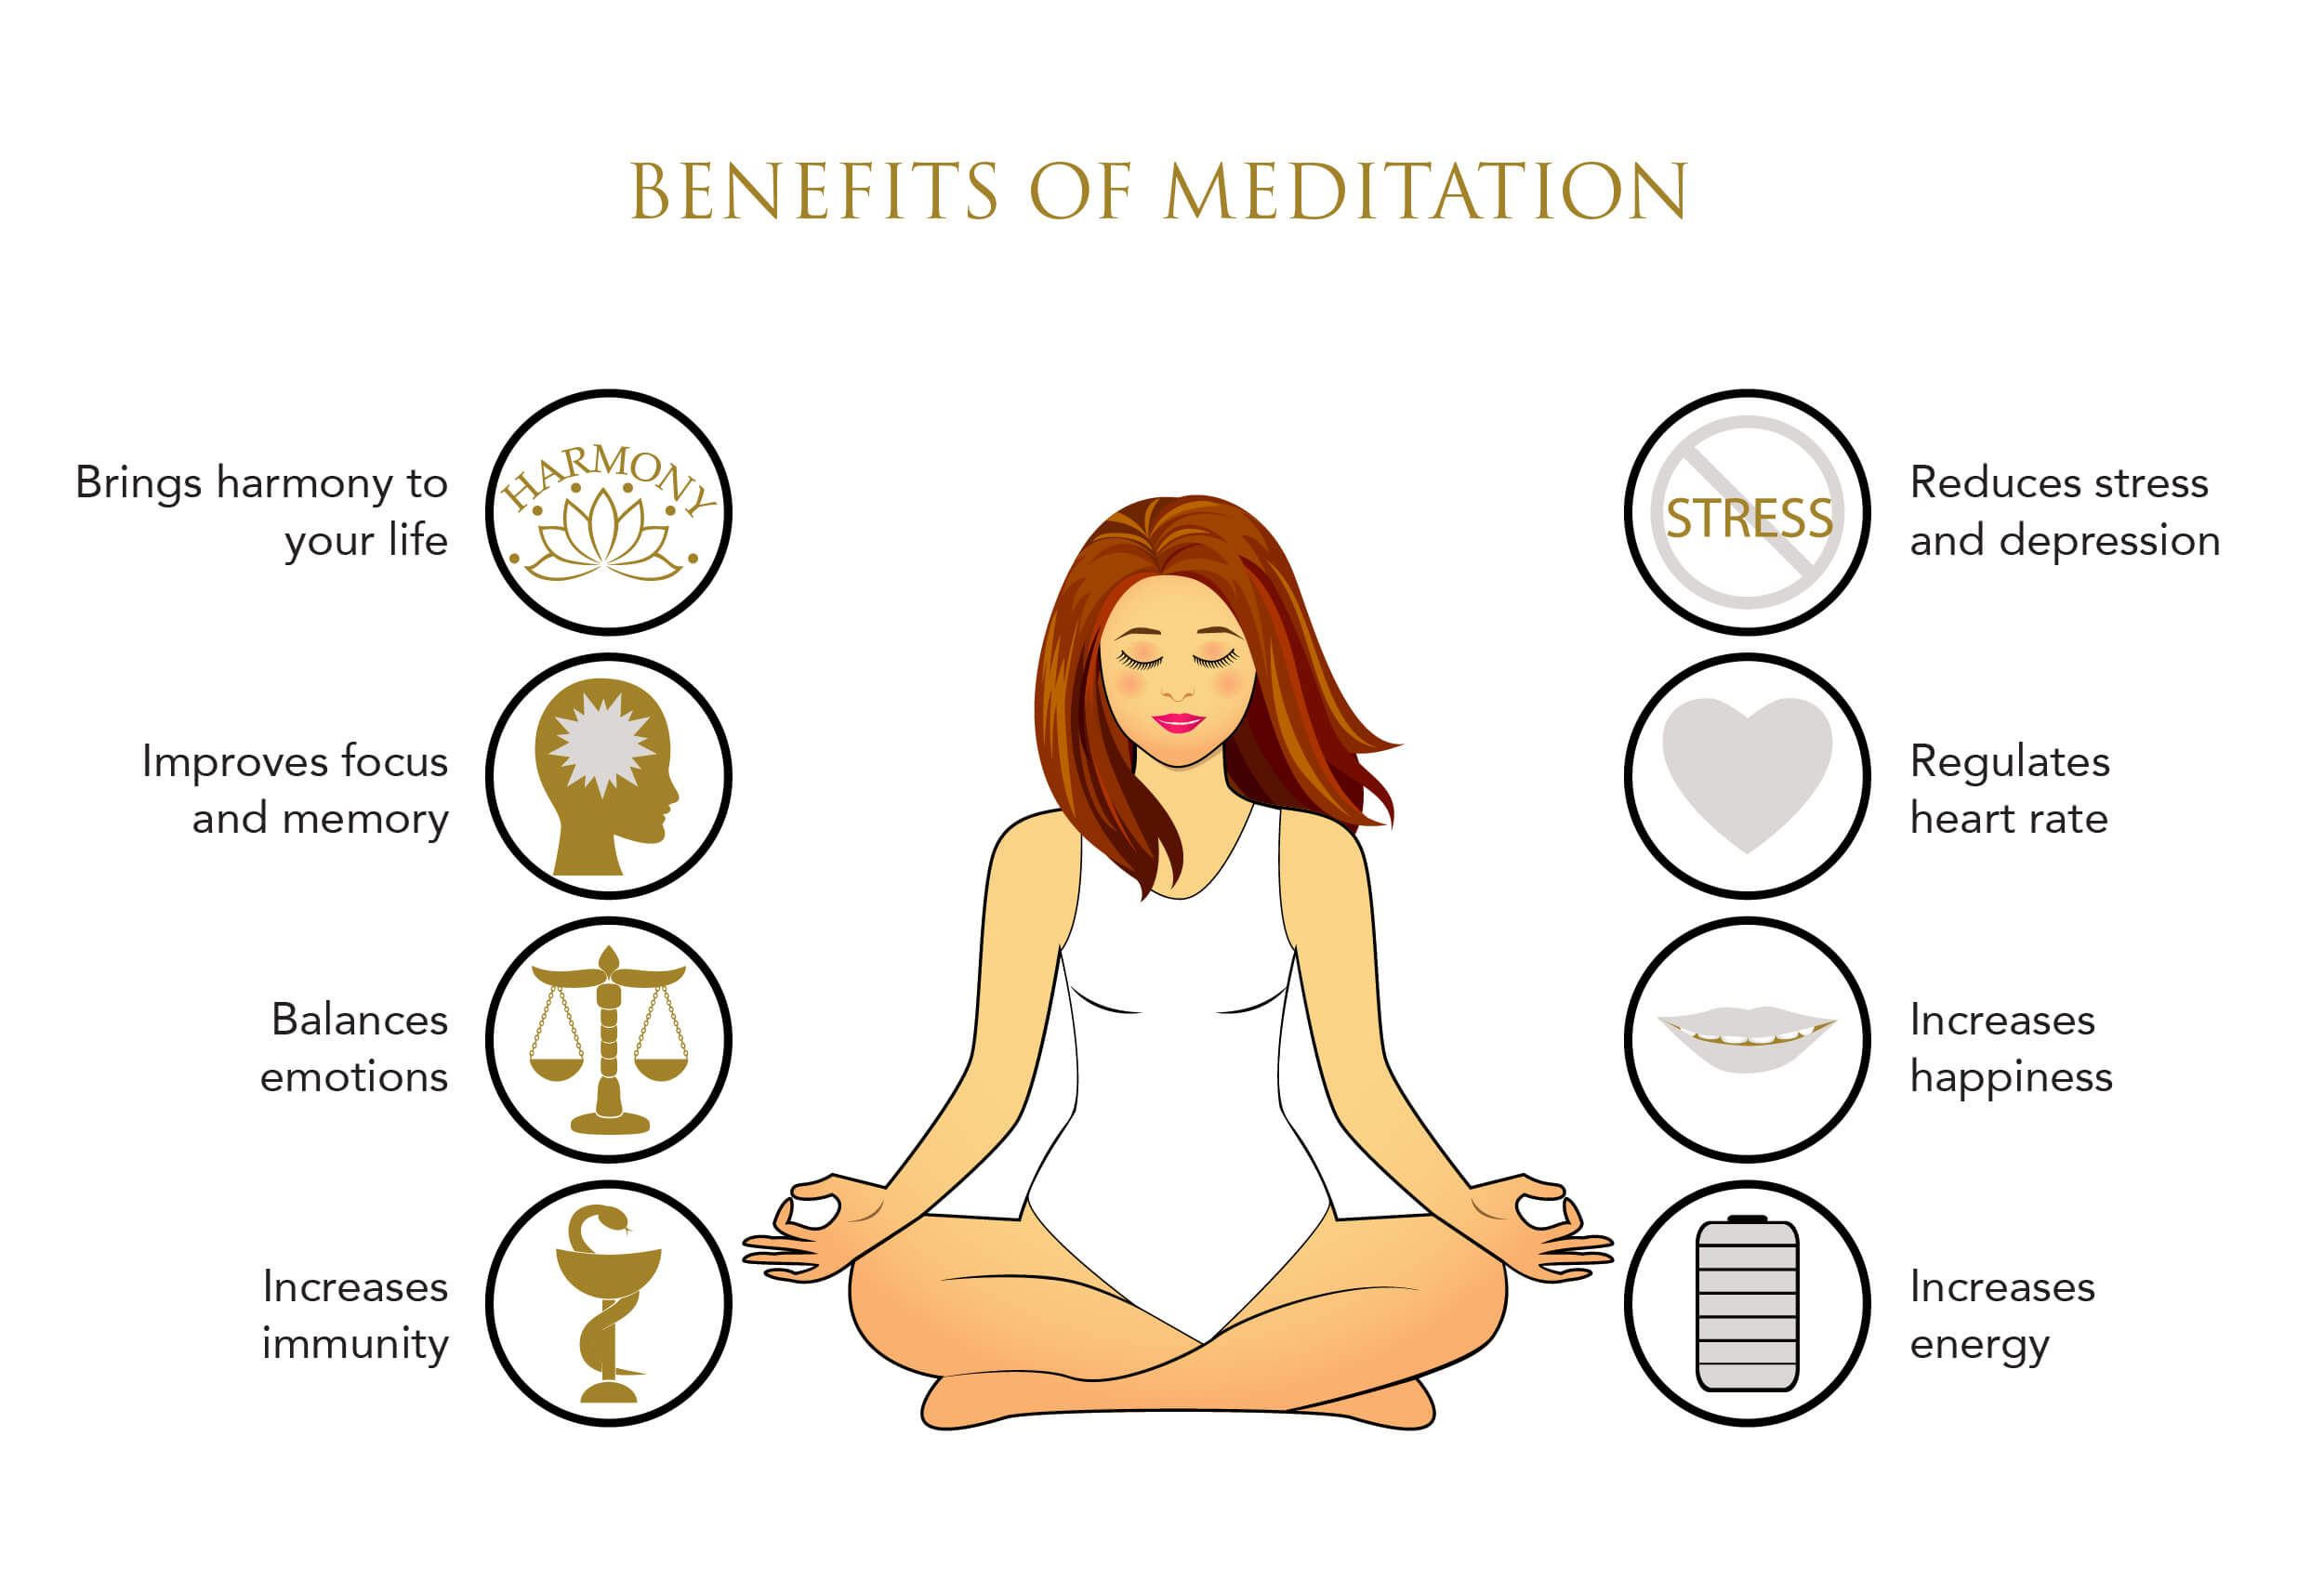 BENEFITS OF MEDITATION
Brings harmony to
your life
HARMONY
Improves focus
and memory
Balances
emotions
Increases
immunity
STRESS
Reduces stress
and depression
Regulates
heart rate
Increases
happiness
Increases
energy